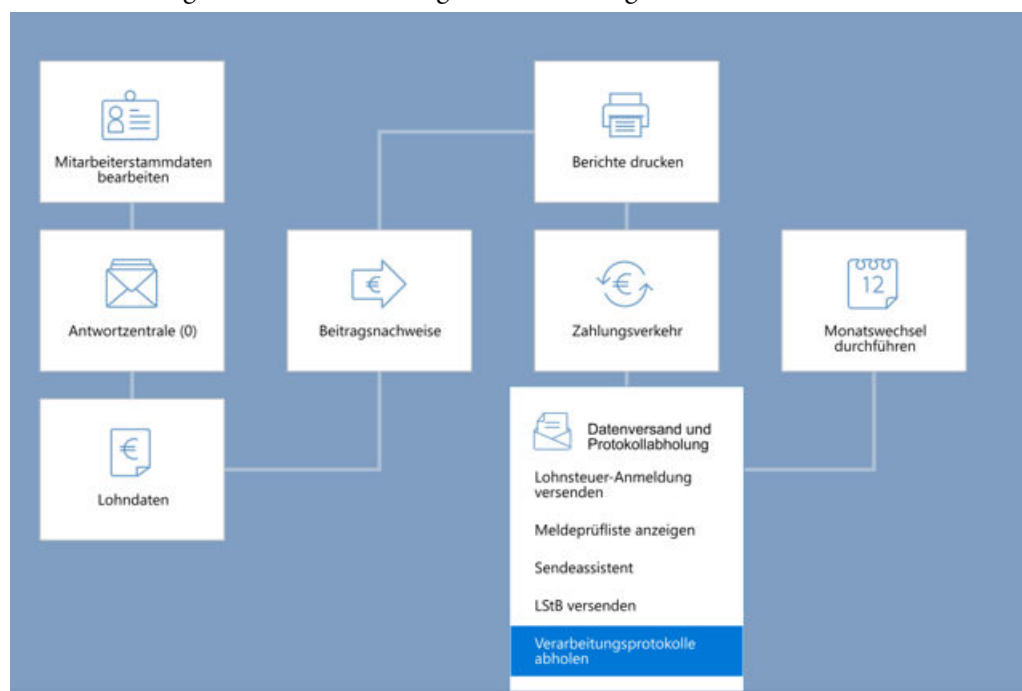 Mitarbeiterstammdaten
bearbeiten
Antwortzentrale (0)
€
Lohndaten
€
Beitragsnachweise
Berichte drucken
€
Zahlungsverkehr
Datenversand und
Protokollabholung
Lohnsteuer-Anmeldung
versenden
Meldeprüfliste anzeigen
Sendeassistent
LStB versenden
Verarbeitungsprotokolle
abholen
12
Monatswechsel
durchführen